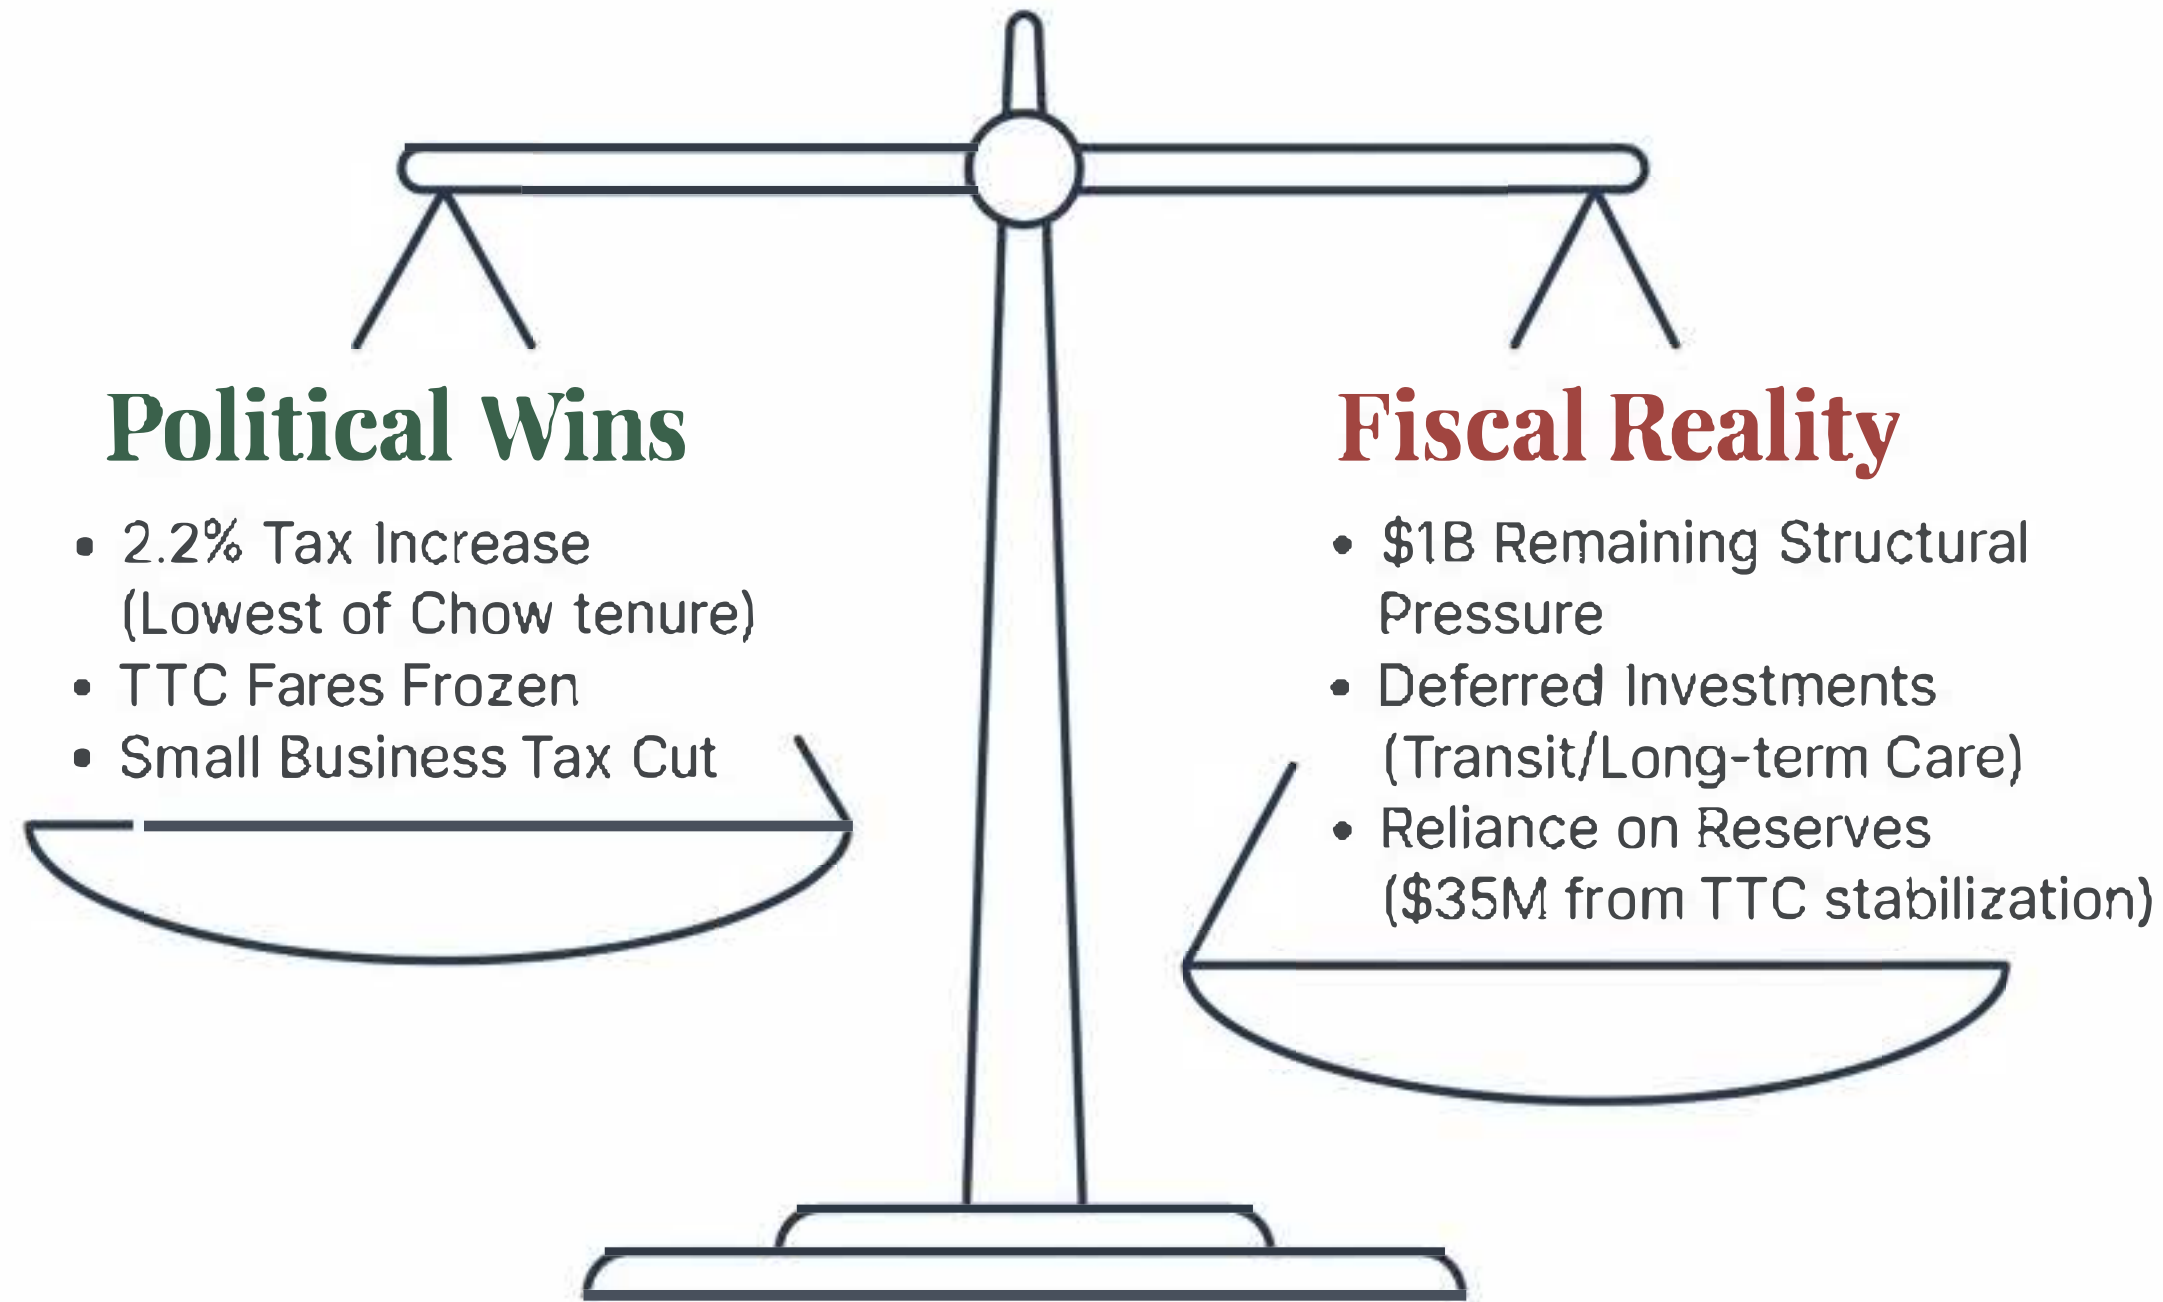 Political Wins
• 2.2% Tax Increase
(Lowest of Chow tenure)
• TTC Fares Frozen
• Small Business Tax Cut
Fiscal Reality
• $1B Remaining Structural
Pressure
• Deferred Investments
(Transit/Long-term Care)
• Reliance on Reserves
($35M from TTC stabilization)